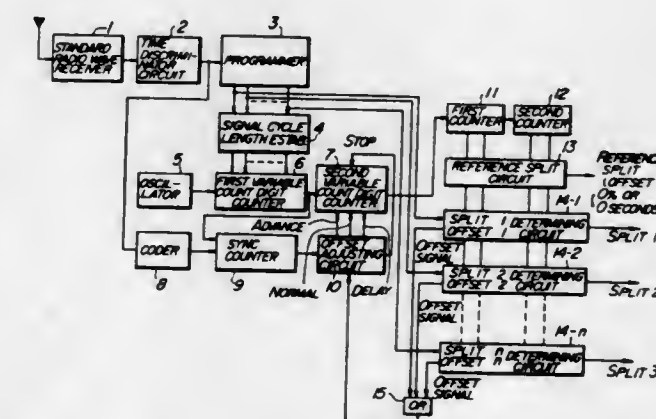 1
STANDARD
RADIO WAVE
RECEIVER
2
TIME
DISCRIMI-
NATOR
CIRCUIT
3
PROGRAMMER
SIGNAL CYCLE
LENGTH ESTAB.
4
5
OSCIL-
LATOR
6
FIRST VARIABLE
COUNT DIGIT
COUNTER
7
SECOND
VARIABLE
COUNT DIGIT
COUNTER
STOP
ADVANCE
NORMAL
DELAY
CODER
8
SYNC
COUNTER
9
OFFSET
ADJUSTING
CIRCUIT
10
11
FIRST
COUNTER
12
SECOND
COUNTER
13
REFERENCE SPLIT
CIRCUIT
REFERENCE
SPLIT
(OFFSET
0% OR
0 SECONDS)
14-1
SPLIT 1 DETERMINING
OFFSET 1 CIRCUIT
SPLIT 1
OFFSET
SIGNAL
14-2
SPLIT 2 DETERMINING
OFFSET 2 CIRCUIT
SPLIT 2
OFFSET
SIGNAL
14-n
SPLIT n DETERMINING
OFFSET n CIRCUIT
SPLIT 3
OFFSET
SIGNAL
15
OR